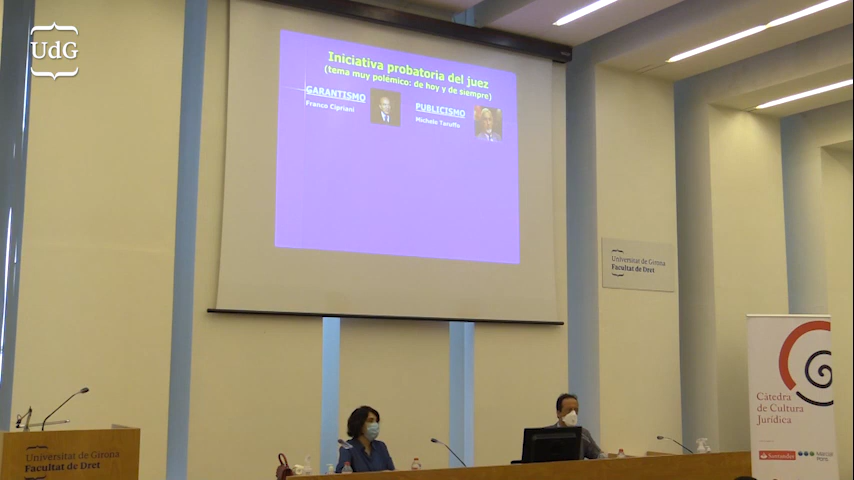 UdG
Iniciativa probatoria del juez
(tema muy polémico: de hoy y de siempre)
GARANTISMO
Franco Cipriani
PUBLICISMO
Michele Taruffo
Universitat de Girona
Facultat de Dret
Càtedra
de Cultura
Jurídica
Santander
Universitat de Girona
Facultat de Dret